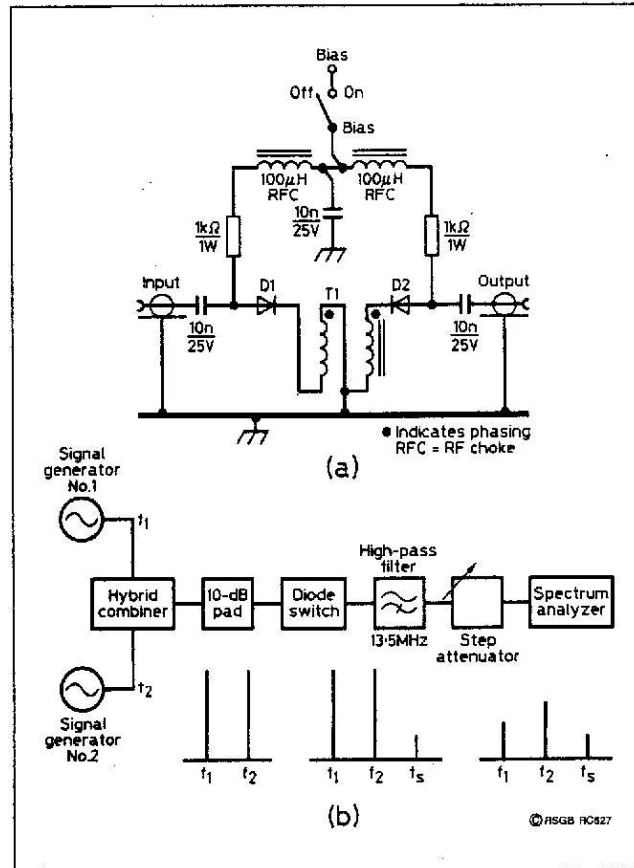 Bias
Off On
Bias
100μH
RFC
100μH
RFC
1kΩ
1W
10n
25V
1kΩ
1W
Input
D1
T1
D2
Output
10n
25V
10n
25V
● Indicates phasing
RFC = RF choke
(a)
Signal
generator
No.1
f1
Hybrid
combiner
10-dB
pad
Diode
switch
High-pass
filter
13·5MHz
Step
attenuator
Spectrum
analyzer
f2
Signal
generator
No.2
f1 f2
f1 f2 fs
f1 f2 fs
(b)
© RSGB RC627